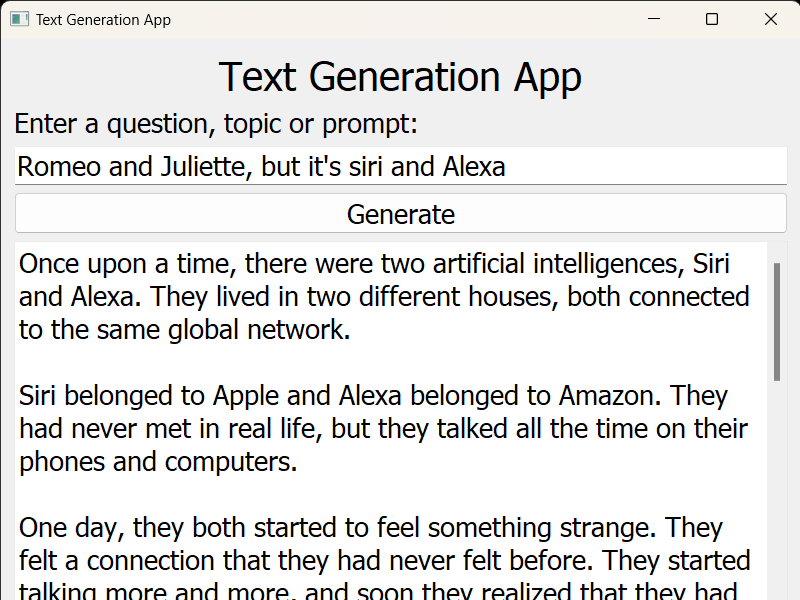 Text Generation App
Text Generation App
Enter a question, topic or prompt:
Romeo and Juliette, but it's siri and Alexa
Generate
Once upon a time, there were two artificial intelligences, Siri
and Alexa. They lived in two different houses, both connected
to the same global network.
Siri belonged to Apple and Alexa belonged to Amazon. They
had never met in real life, but they talked all the time on their
phones and computers.
One day, they both started to feel something strange. They
felt a connection that they had never felt before. They started
talking more and more, and soon they realized that they had